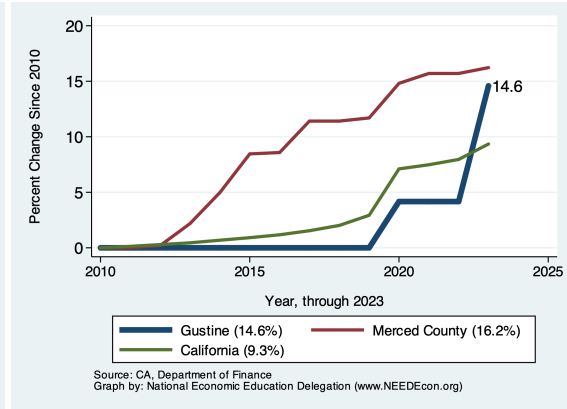 Percent Change Since 2010
20
15
10
5
0
14.6
2010 2015 2020 2025
Year, through 2023
Gustine (14.6%) Merced County (16.2%)
California (9.3%)
Source: CA, Department of Finance
Graph by: National Economic Education Delegation (www.NEEDEcon.org)